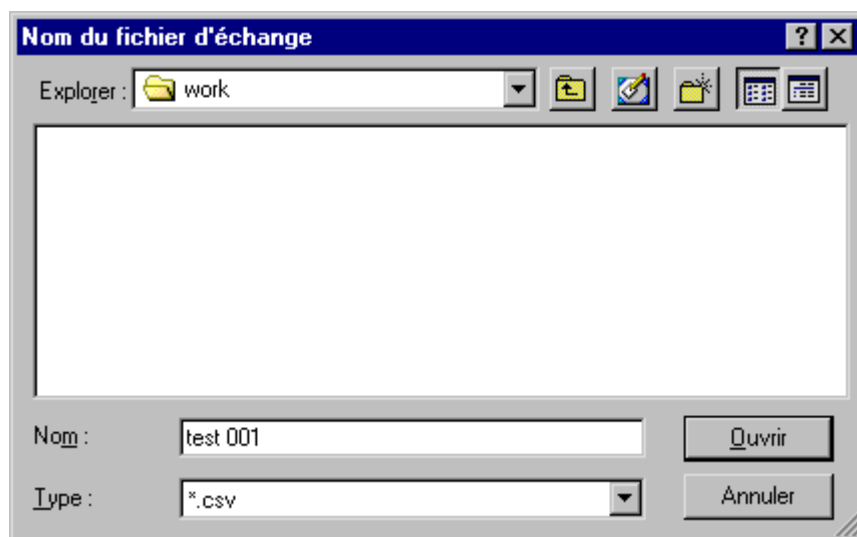 Nom du fichier d'échange
Explorer : work
Nom : test 001 Ouvrir
Type : *.csv Annuler